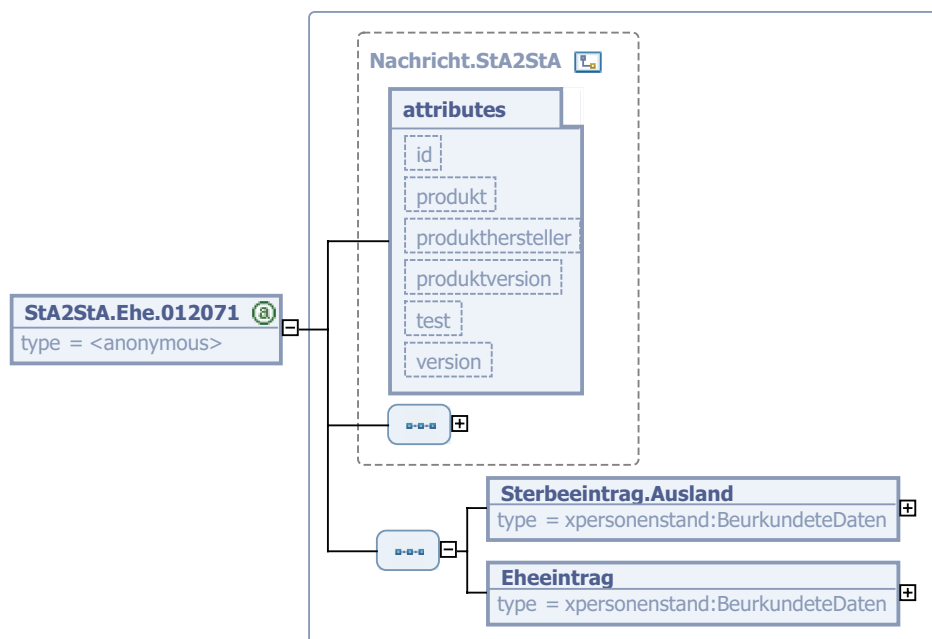 Nachricht.StA2StA
attributes
id
produkt
produkthersteller
produktversion
test
version
StA2StA.Ehe.012071
type = <anonymous>
Sterbeeintrag.Ausland
type = xpersonenstand:BeurkundeteDaten
Eheeintrag
type = xpersonenstand:BeurkundeteDaten